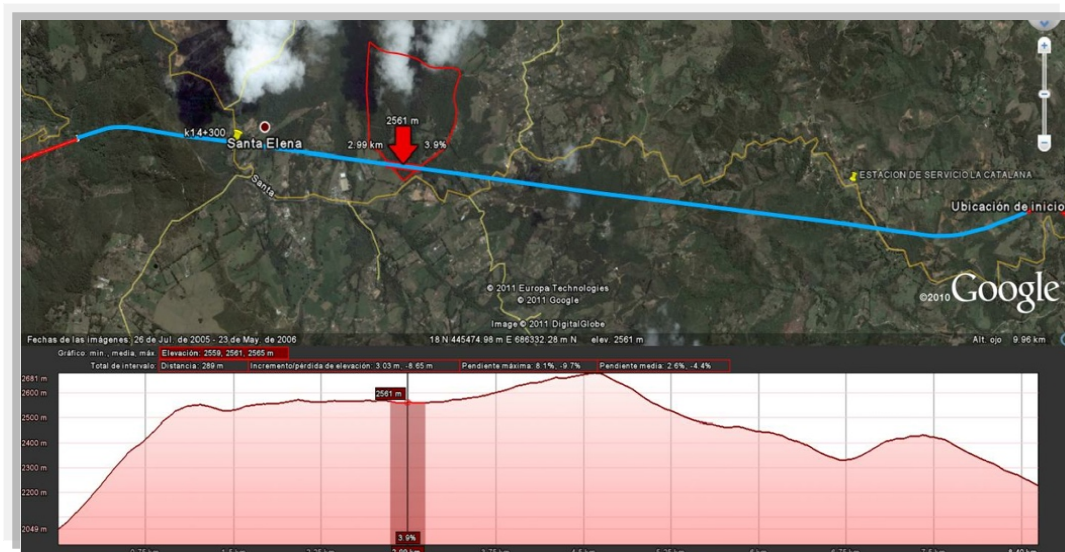 2561 m
k14+300
Santa Elena
2.99 km 3.9%
Santa
ESTACION DE SERVICIO LA CATALANA
Ubicación de inicio
© 2011 Europa Technologies
© 2011 Google
©2010 Google
Image © 2011 DigitalGlobe
Fechas de las imágenes: 26 de Jul de 2005 - 23 de May de 2006 18 N 445474.98 m E 686332.28 m N elev. 2561 m Alt. ojo 9.96 km
Gráfico: mín., media, máx. Elevación: 2559, 2561, 2565 m
Total de intervalo: Distancia: 289 m Incremento/pérdida de elevación: 3.03 m, -8.65 m Pendiente máxima: 8.1%, -9.7% Pendiente media: 2.6%, -4.4%
2681 m
2600 m
2561 m
2500 m
2400 m
2300 m
2200 m
2049 m
3.9%